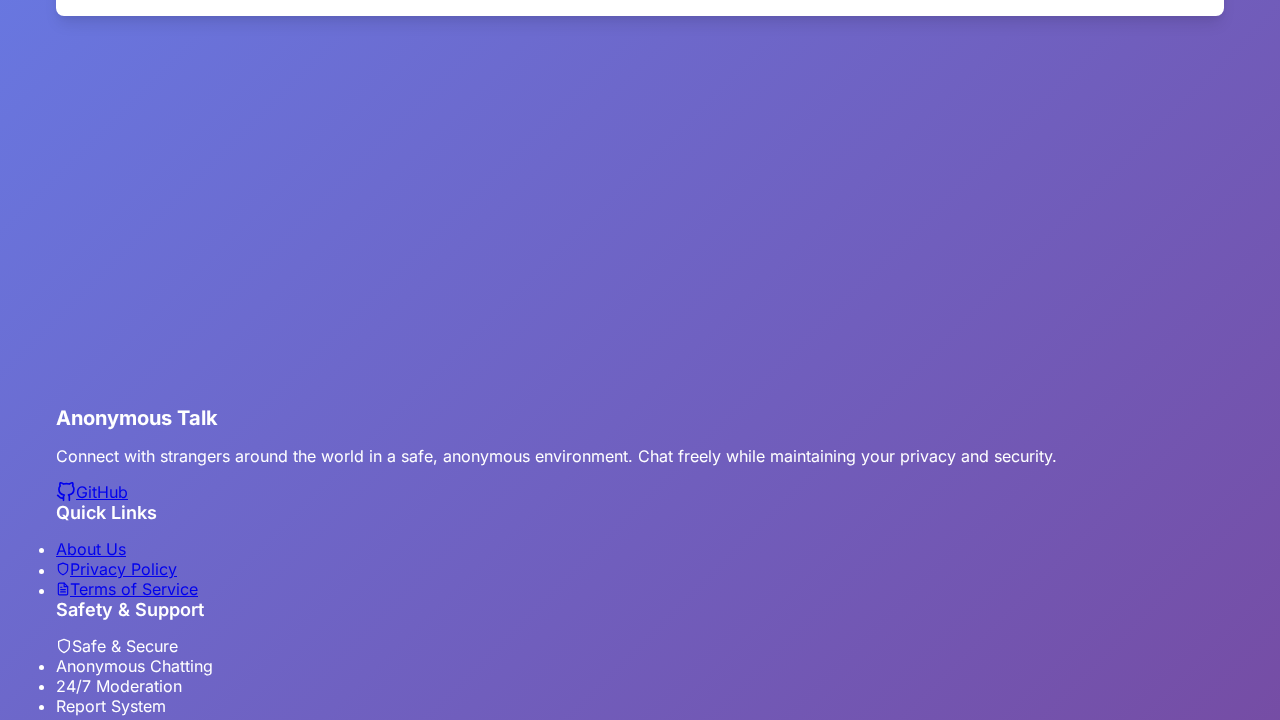 Anonymous Talk
Connect with strangers around the world in a safe, anonymous environment. Chat freely while maintaining your privacy and security.
GitHub
Quick Links
About Us
Privacy Policy
Terms of Service
Safety & Support
Safe & Secure
Anonymous Chatting
24/7 Moderation
Report System